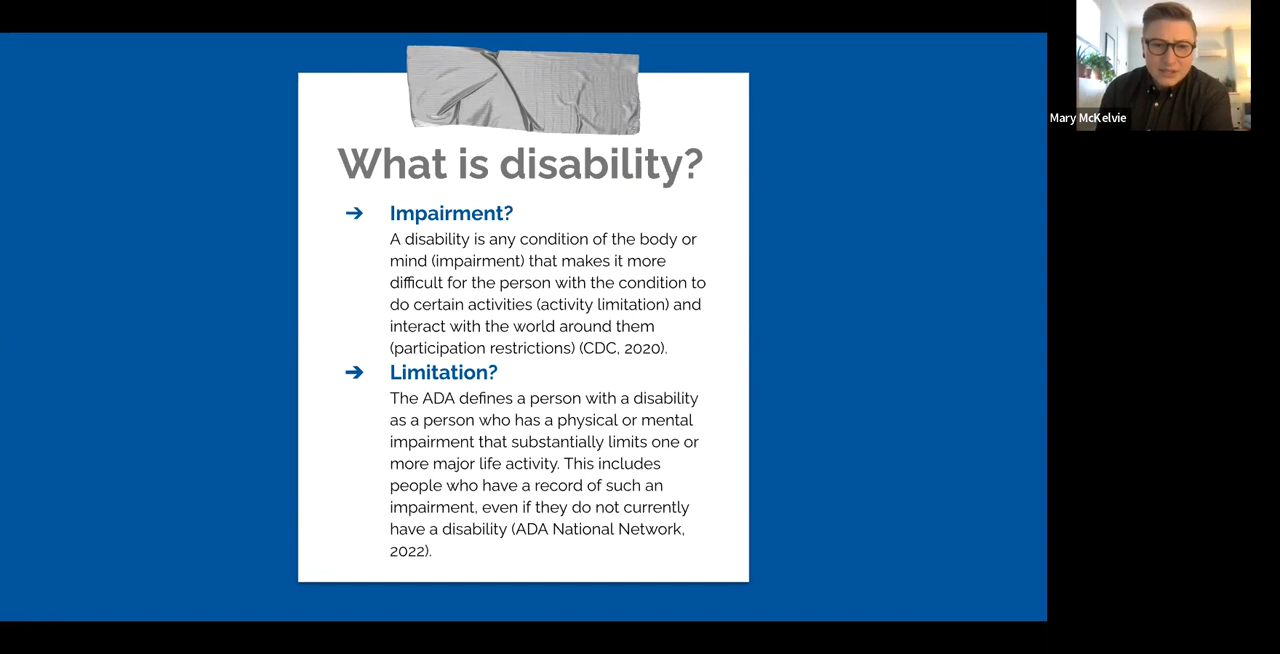 What is disability?
➔ Impairment?
A disability is any condition of the body or
mind (impairment) that makes it more
difficult for the person with the condition to
do certain activities (activity limitation) and
interact with the world around them
(participation restrictions) (CDC, 2020).
➔ Limitation?
The ADA defines a person with a disability
as a person who has a physical or mental
impairment that substantially limits one or
more major life activity. This includes
people who have a record of such an
impairment, even if they do not currently
have a disability (ADA National Network,
2022).
Mary McKelvie